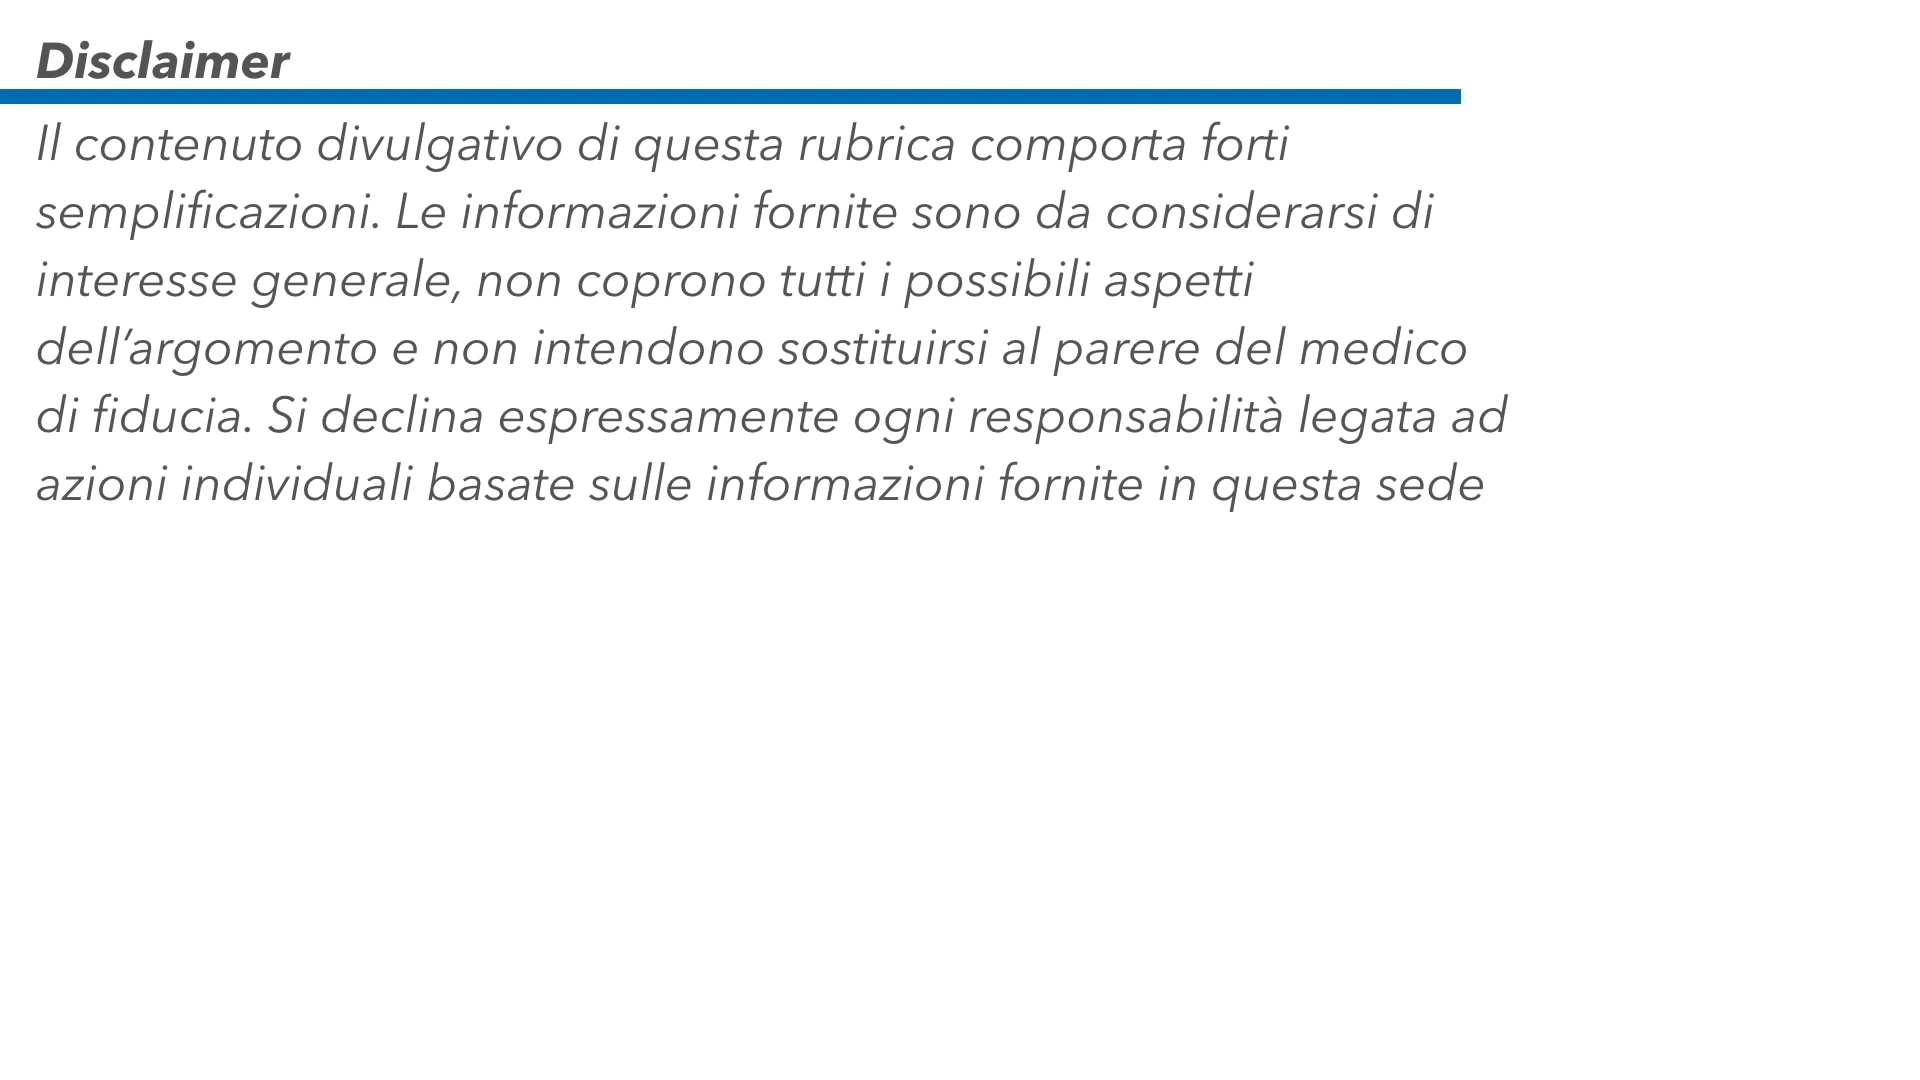 Disclaimer
Il contenuto divulgativo di questa rubrica comporta forti
semplificazioni. Le informazioni fornite sono da considerarsi di
interesse generale, non coprono tutti i possibili aspetti
dell’argomento e non intendono sostituirsi al parere del medico
di fiducia. Si declina espressamente ogni responsabilità legata ad
azioni individuali basate sulle informazioni fornite in questa sede